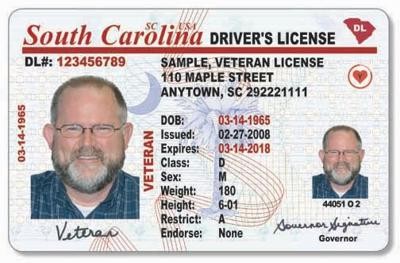 South Carolina DRIVER'S LICENSE
SC USA
DL
DL#: 123456789
SAMPLE, VETERAN LICENSE
110 MAPLE STREET
ANYTOWN, SC 292221111
03-14-1965
VETERAN
DOB: 03-14-1965
Issued: 02-27-2008
Expires: 03-14-2018
Class: D
Sex: M
Weight: 180
Height: 6-01
Restrict: A
Endorse: None
44051 O 2
Veteran
Governor Signature
Governor